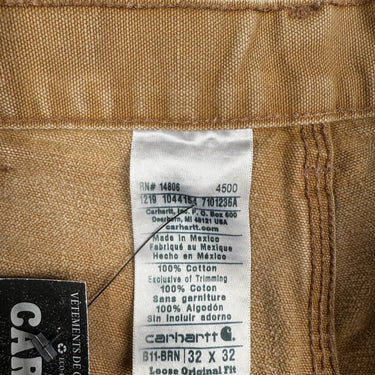 RN# 14806 4500
1219 1044154 7101236A
Carhartt, Inc. P. O. Box 600
Dearborn, MI 48121 USA
carhartt.com
Made in Mexico
Fabriqué au Mexique
Hecho en México
100% Cotton
Exclusive of Trimming
100% Coton
Sans garniture
100% Algodón
Sin incluir adorno
carhartt
B11-BRN 32 X 32
Loose Original Fit
VÊTEMENTS DE
CAR